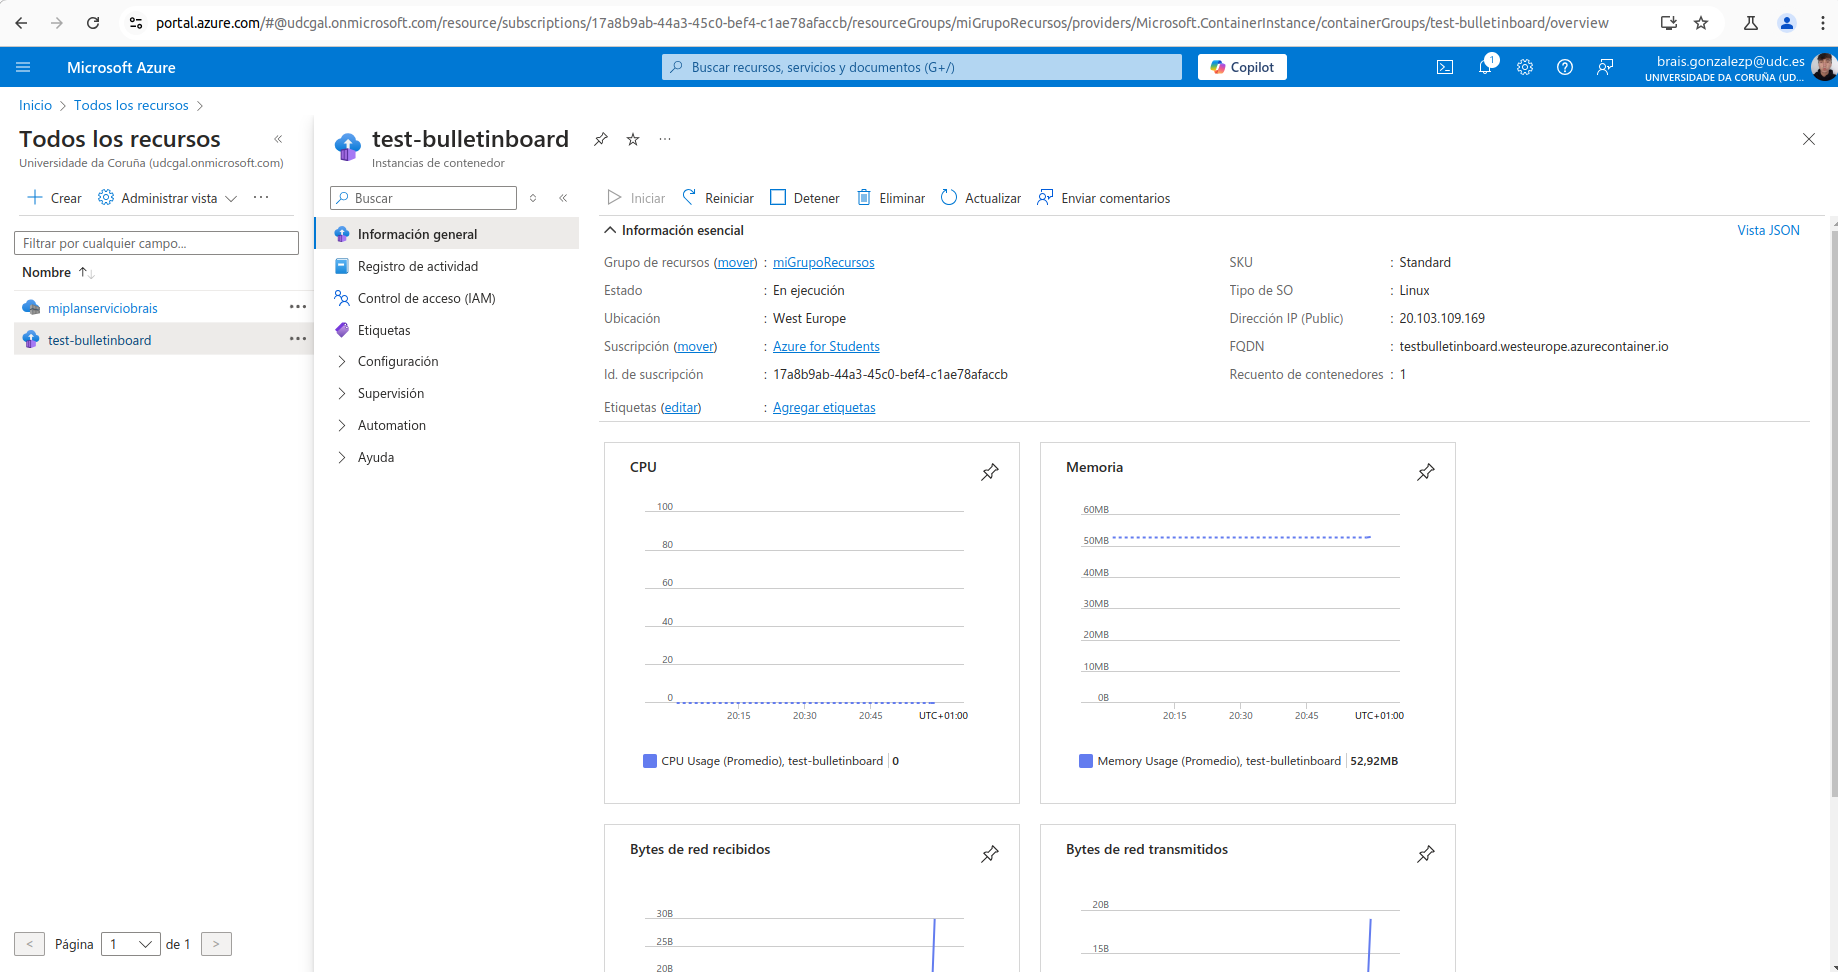 portal.azure.com/#@udcgal.onmicrosoft.com/resource/subscriptions/17a8b9ab-44a3-45c0-bef4-c1ae78afaccb/resourceGroups/miGrupoRecursos/providers/Microsoft.ContainerInstance/containerGroups/test-bulletinboard/overview
Microsoft Azure
Buscar recursos, servicios y documentos (G+/)
Copilot
1
brais.gonzalezp@udc.es
UNIVERSIDADE DA CORUÑA (UD...
Inicio > Todos los recursos >
Todos los recursos
Universidade da Coruña (udcgal.onmicrosoft.com)
Crear
Administrar vista
Filtrar por cualquier campo...
Nombre
miplanserviciobrais
test-bulletinboard
Página 1 de 1
test-bulletinboard
Instancias de contenedor
Buscar
Información general
Registro de actividad
Control de acceso (IAM)
Etiquetas
Configuración
Supervisión
Automation
Ayuda
Iniciar
Reiniciar
Detener
Eliminar
Actualizar
Enviar comentarios
Información esencial
Vista JSON
Grupo de recursos (mover) : miGrupoRecursos
Estado : En ejecución
Ubicación : West Europe
Suscripción (mover) : Azure for Students
Id. de suscripción : 17a8b9ab-44a3-45c0-bef4-c1ae78afaccb
Etiquetas (editar) : Agregar etiquetas
SKU : Standard
Tipo de SO : Linux
Dirección IP (Public) : 20.103.109.169
FQDN : testbulletinboard.westeurope.azurecontainer.io
Recuento de contenedores : 1
CPU
100
80
60
40
20
0
20:15 20:30 20:45 UTC+01:00
CPU Usage (Promedio), test-bulletinboard 0
Memoria
60MB
50MB
40MB
30MB
20MB
10MB
0B
20:15 20:30 20:45 UTC+01:00
Memory Usage (Promedio), test-bulletinboard 52,92MB
Bytes de red recibidos
30B
25B
20B
Bytes de red transmitidos
20B
15B